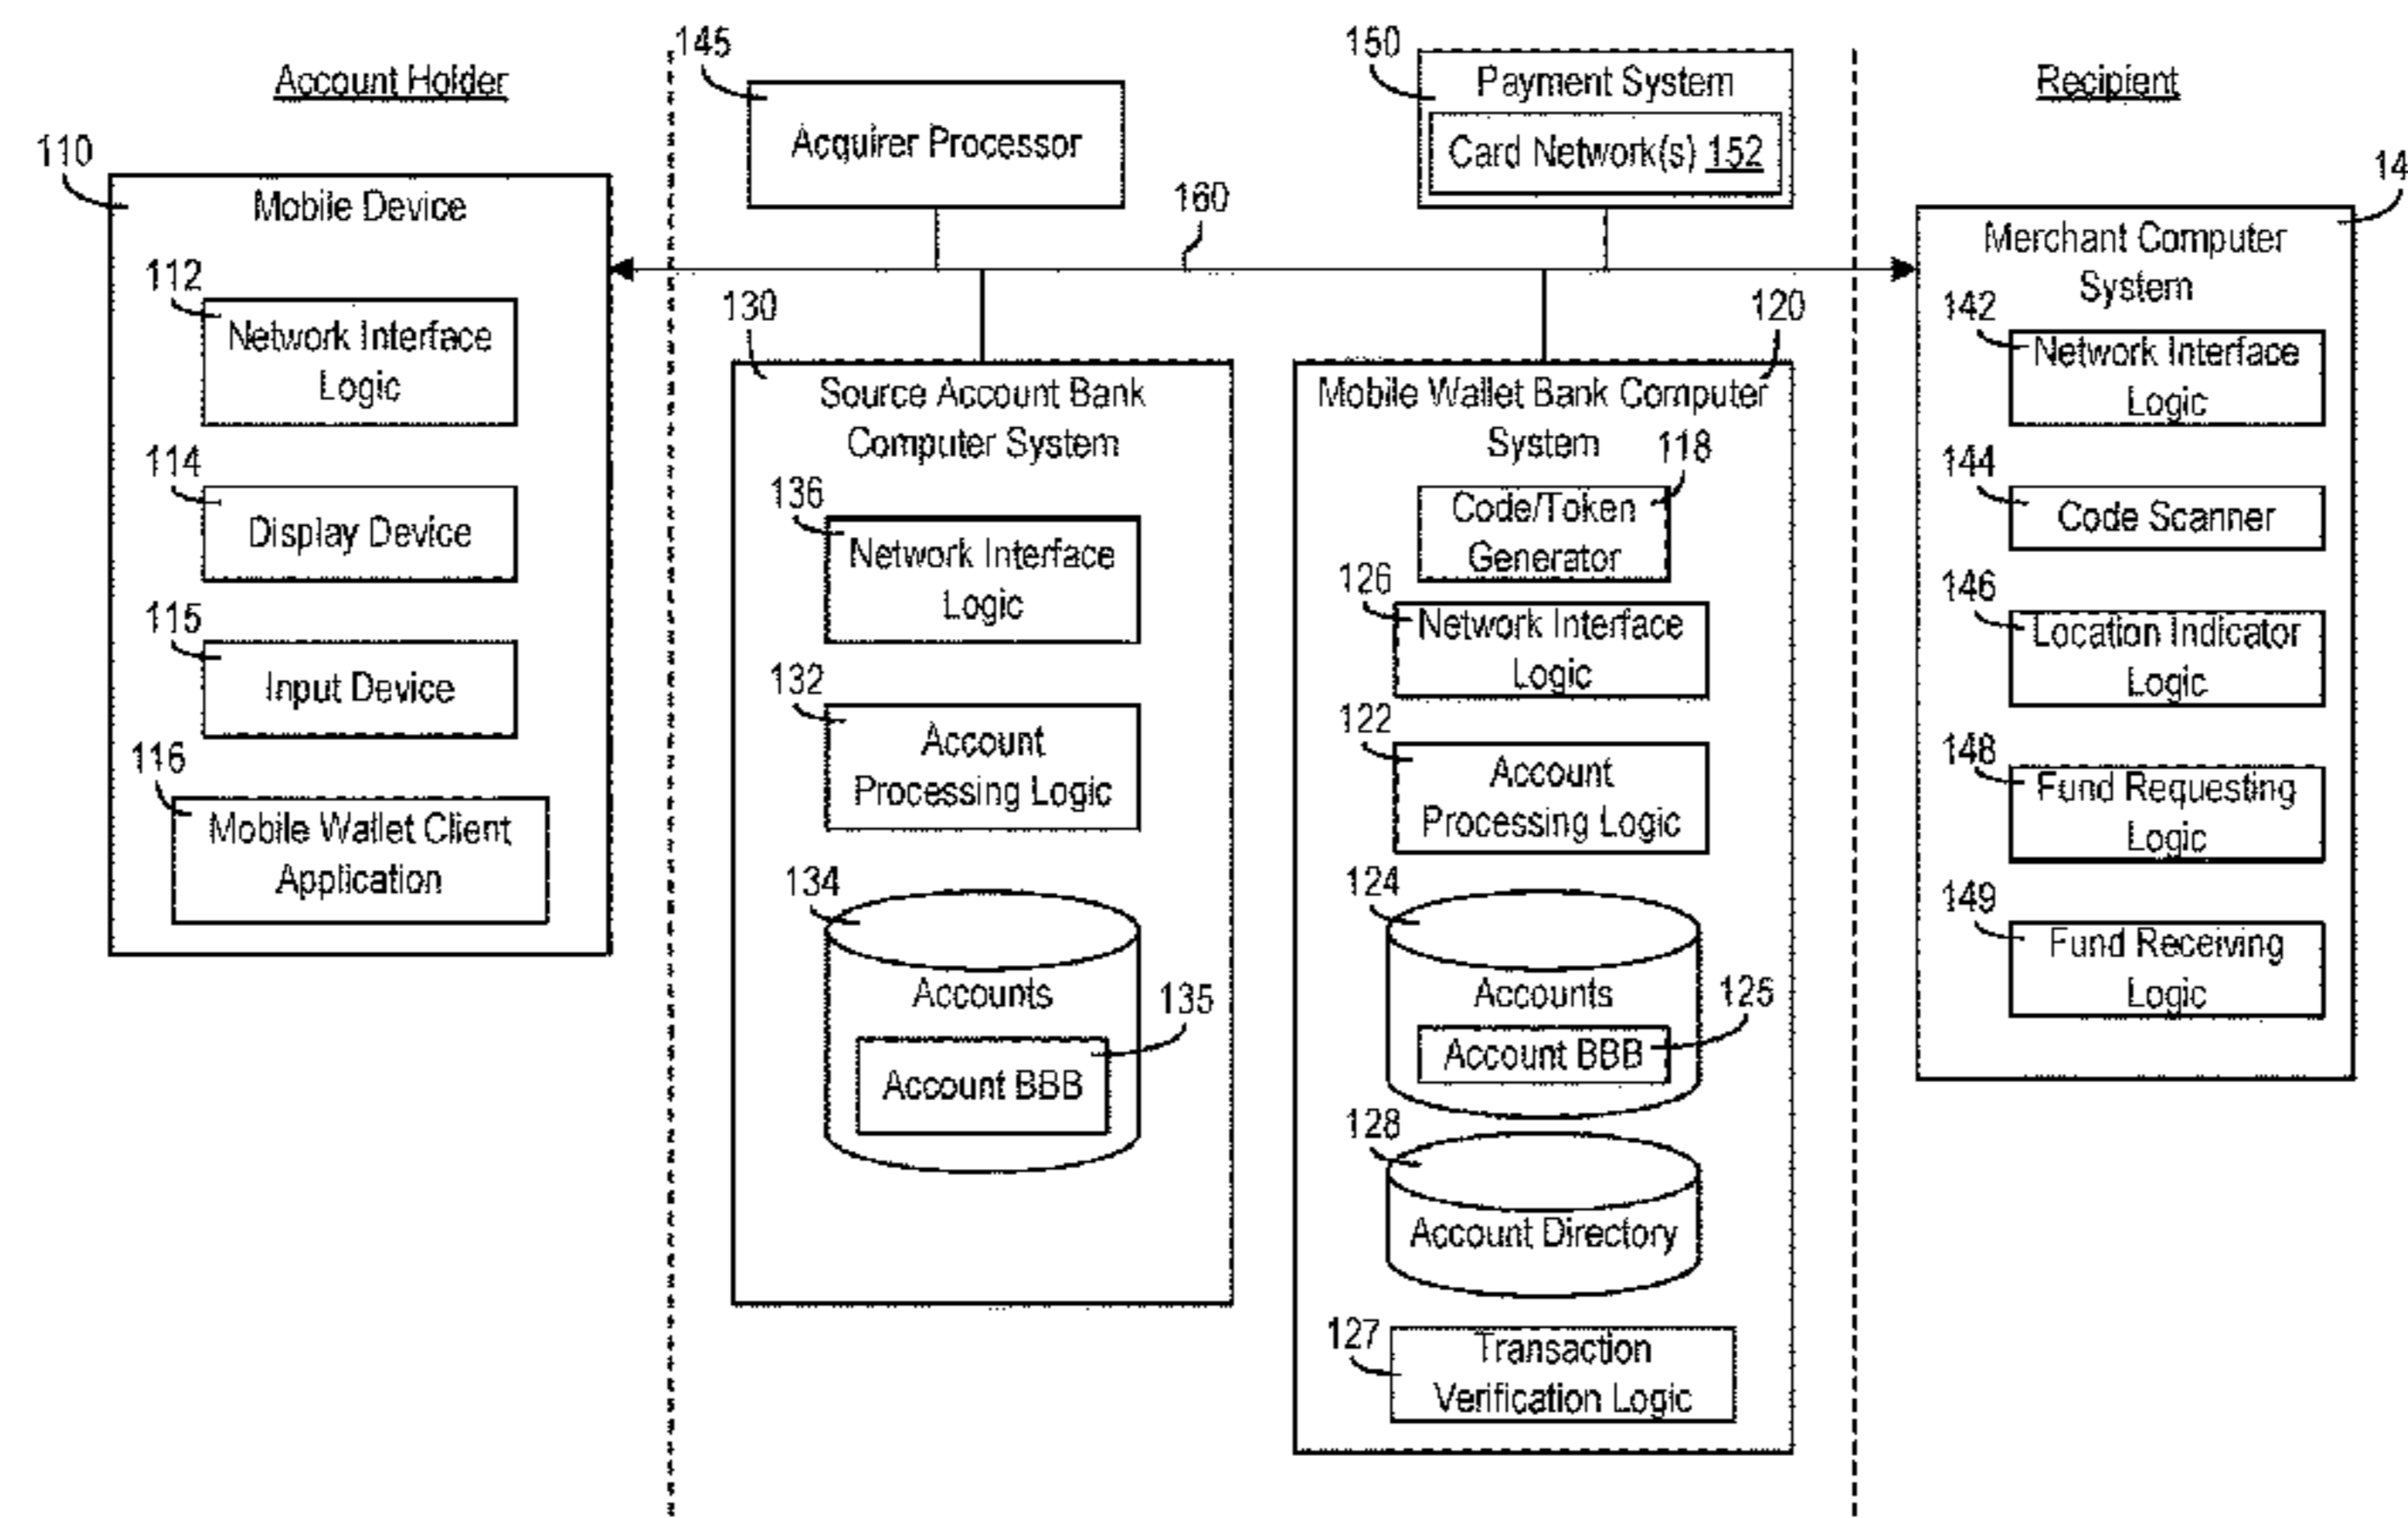 Account Holder
110
Mobile Device
112
Network Interface
Logic
114
Display Device
115
Input Device
116
Mobile Wallet Client
Application
145
Acquirer Processor
150
Payment System
Card Network(s) 152
160
130
Source Account Bank
Computer System
136
Network Interface
Logic
132
Account
Processing Logic
134
Accounts
135
Account BBB
120
Mobile Wallet Bank Computer
System
118
Code/Token
Generator
126
Network Interface
Logic
122
Account
Processing Logic
124
Accounts
125
Account BBB
128
Account Directory
127
Transaction
Verification Logic
Recipient
14
Merchant Computer
System
142
Network Interface
Logic
144
Code Scanner
146
Location Indicator
Logic
148
Fund Requesting
Logic
149
Fund Receiving
Logic